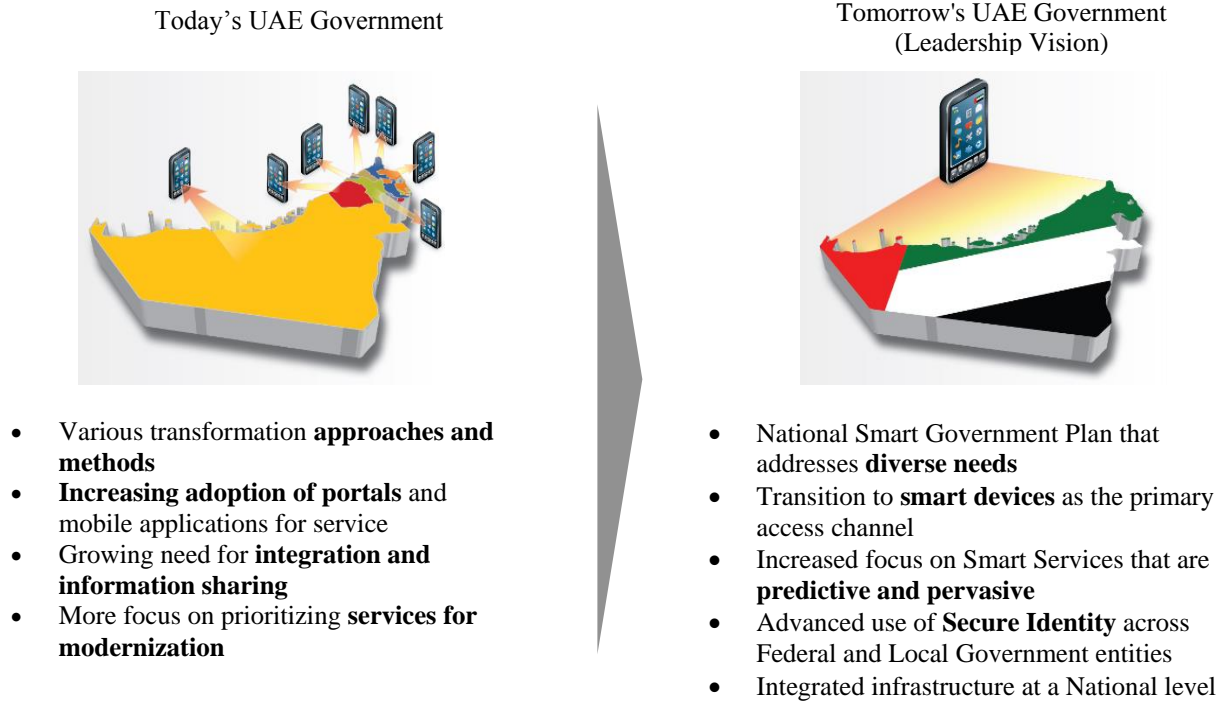 Today’s UAE Government
• Various transformation approaches and
methods
• Increasing adoption of portals and
mobile applications for service
• Growing need for integration and
information sharing
• More focus on prioritizing services for
modernization
Tomorrow's UAE Government
(Leadership Vision)
• National Smart Government Plan that
addresses diverse needs
• Transition to smart devices as the primary
access channel
• Increased focus on Smart Services that are
predictive and pervasive
• Advanced use of Secure Identity across
Federal and Local Government entities
• Integrated infrastructure at a National level